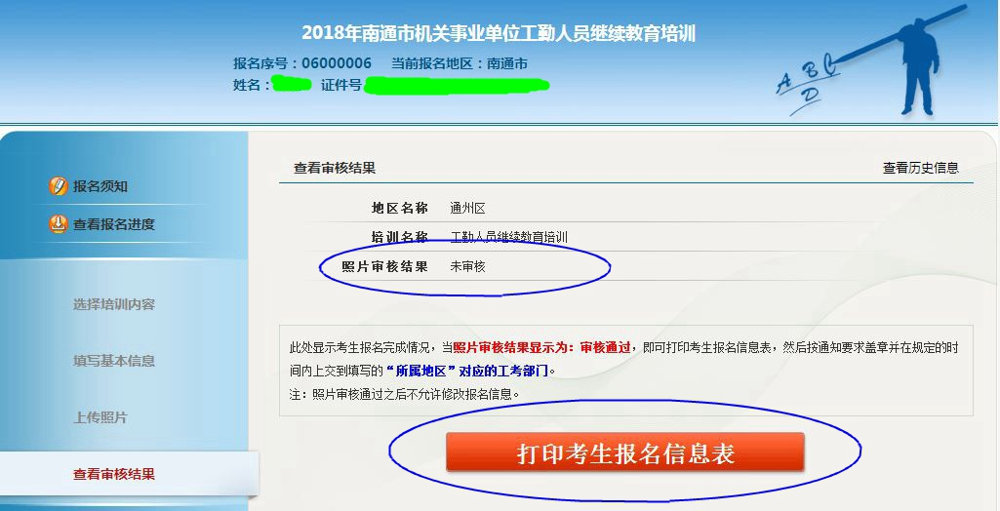 2018年南通市机关事业单位工勤人员继续教育培训
报名序号：06000006 当前报名地区：南通市
姓名： 证件号
A B C
D
报名须知
查看报名进度
选择培训内容
填写基本信息
上传照片
查看审核结果
查看审核结果 查看历史信息
地区名称 通州区
培训名称 工勤人员继续教育培训
照片审核结果 未审核
此处显示考生报名完成情况，当照片审核结果显示为：审核通过，即可打印考生报名信息表，然后按通知要求盖章并在规定的时
间内上交到填写的“所属地区”对应的工考部门。
注：照片审核通过之后不允许修改报名信息。
打印考生报名信息表